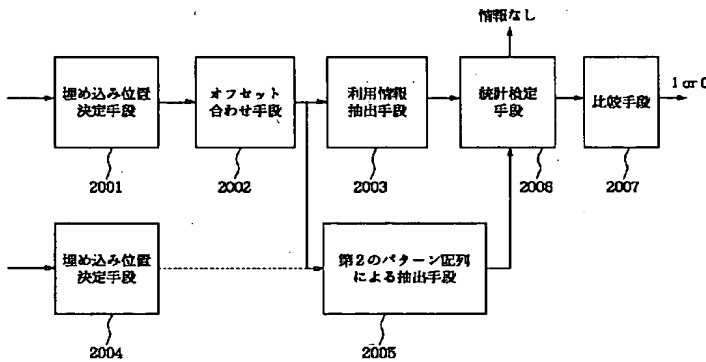 情報なし
埋め込み位置
決定手段
オフセット
合わせ手段
利用情報
抽出手段
統計検定
手段
比較手段
1 or 0
2001
2002
2003
2006
2007
埋め込み位置
決定手段
第2のパターン配列
による抽出手段
2004
2005